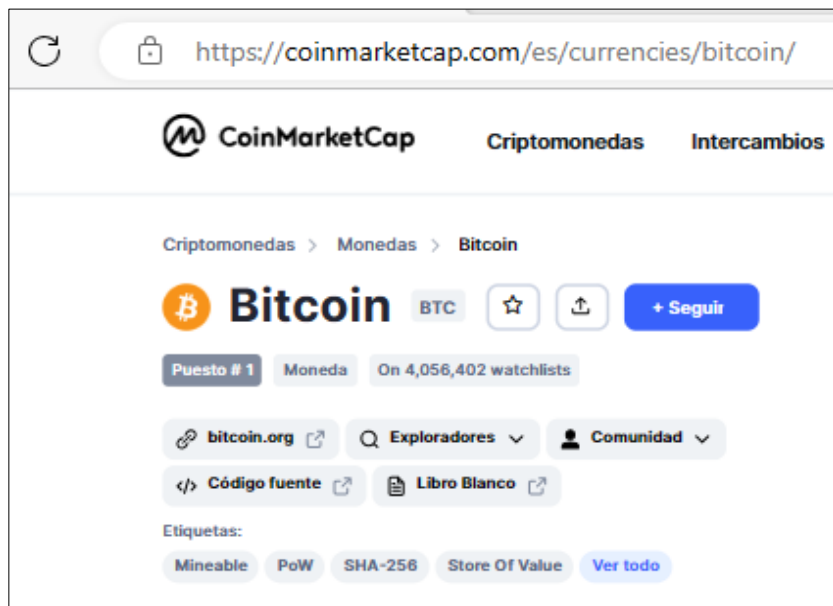 https://coinmarketcap.com/es/currencies/bitcoin/
CoinMarketCap Criptomonedas Intercambios
Criptomonedas > Monedas > Bitcoin
Bitcoin BTC + Seguir
Puesto # 1 Moneda On 4,056,402 watchlists
bitcoin.org Exploradores Comunidad
</> Código fuente Libro Blanco
Etiquetas:
Mineable PoW SHA-256 Store Of Value Ver todo